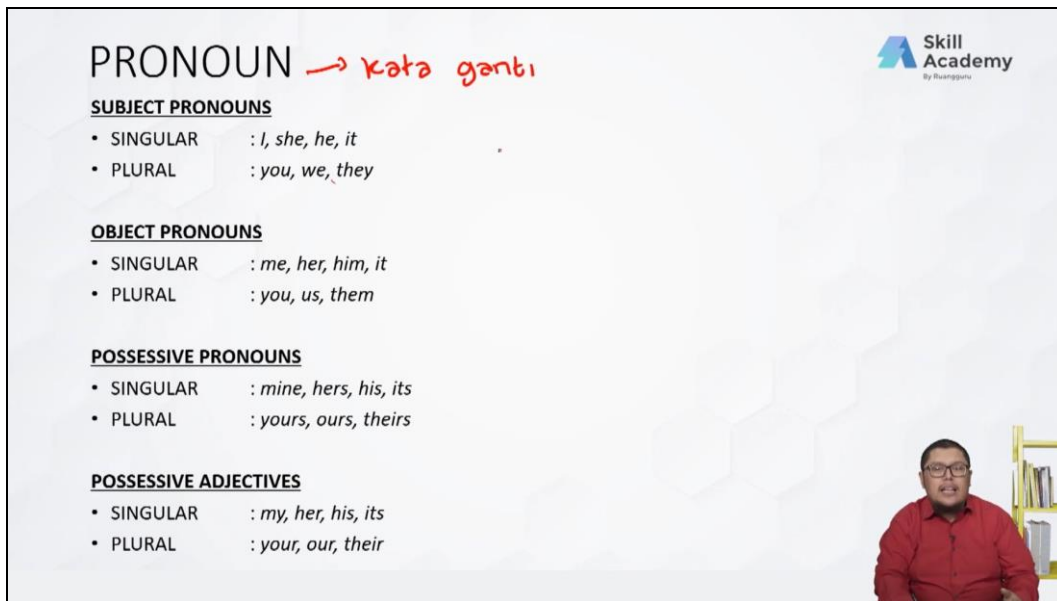 PRONOUN → kata ganti
Skill
Academy
By Ruangguru
SUBJECT PRONOUNS
• SINGULAR : I, she, he, it
• PLURAL : you, we, they
OBJECT PRONOUNS
• SINGULAR : me, her, him, it
• PLURAL : you, us, them
POSSESSIVE PRONOUNS
• SINGULAR : mine, hers, his, its
• PLURAL : yours, ours, theirs
POSSESSIVE ADJECTIVES
• SINGULAR : my, her, his, its
• PLURAL : your, our, their